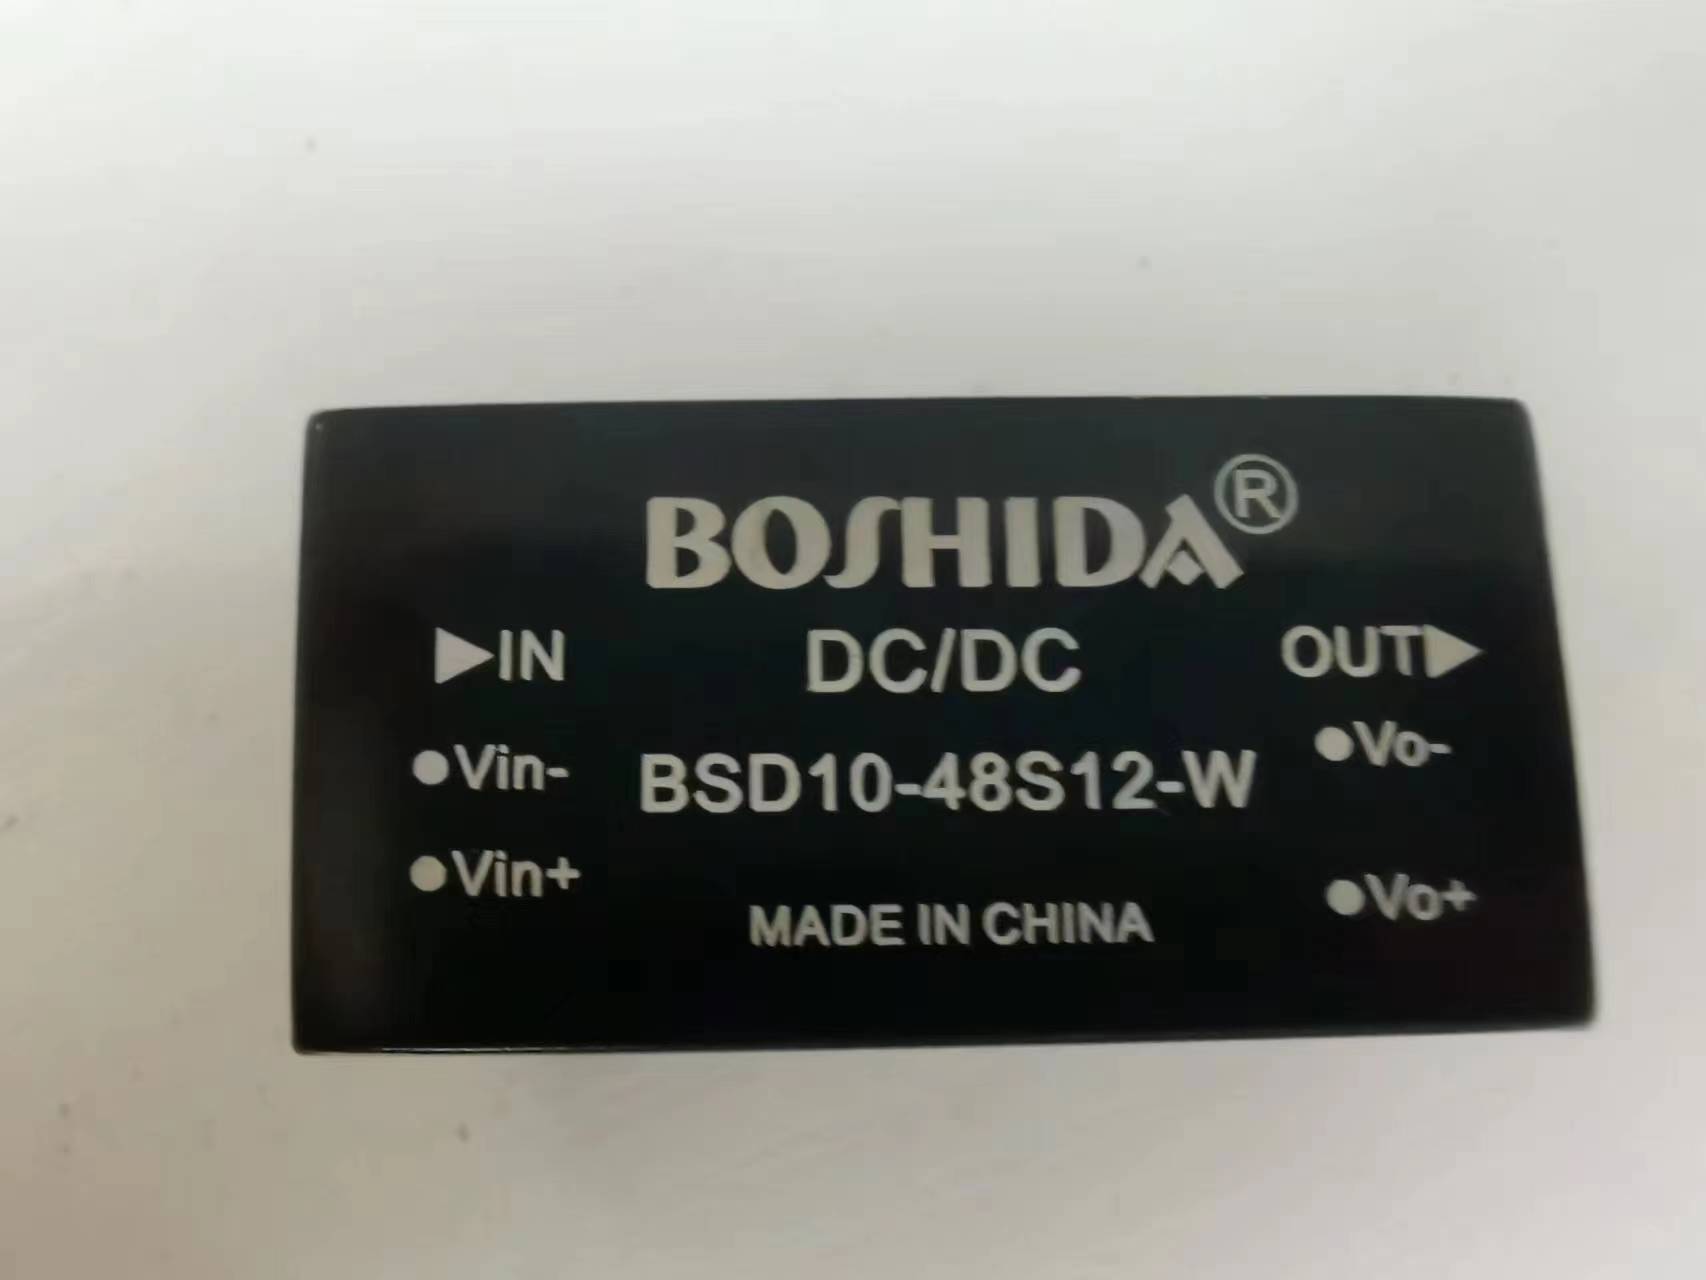 BOSHIDA®
▶IN DC/DC OUT▶
●Vin- BSD10-48S12-W ●Vo-
●Vin+ ●Vo+
MADE IN CHINA